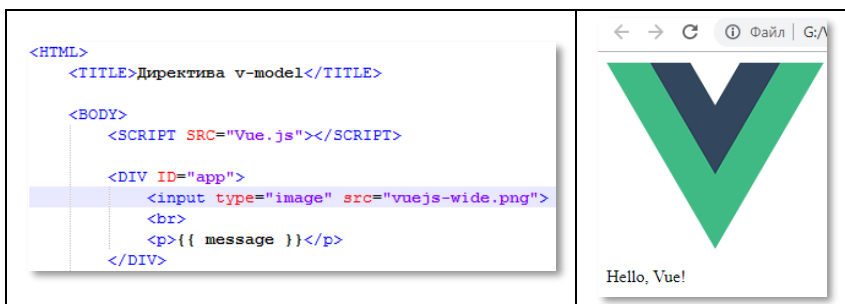 <HTML>
<TITLE>Директива v-model</TITLE>
<BODY>
<SCRIPT SRC="Vue.js"></SCRIPT>
<DIV ID="app">
<input type="image" src="vuejs-wide.png">
<br>
<p>{{ message }}</p>
</DIV>
Файл | G:/
Hello, Vue!